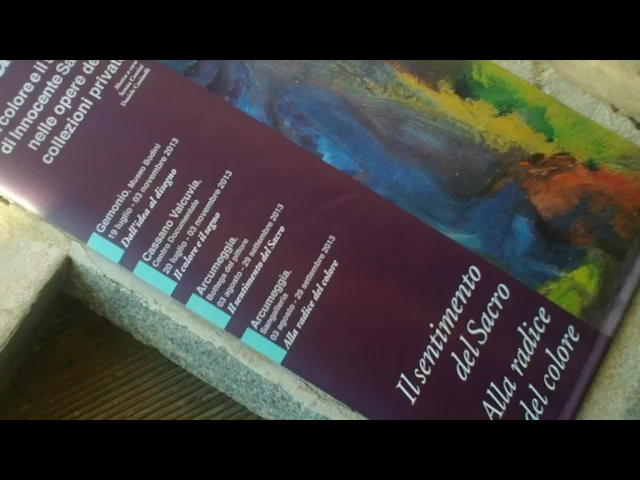 colore e il
di Innocente Sa
nelle opere de
collezioni privat
Gemonio, Museo Bodini
19 luglio - 03 novembre 2013
Dall'idea al disegno
Cassano Valcuvia,
Centro Documentale
20 luglio - 03 novembre 2013
Il colore e il segno
Arcumeggia,
Bottega del pittore
03 agosto - 29 settembre 2013
Il sentimento del Sacro
Arcumeggia,
Sangalleria
03 agosto - 29 settembre 2013
Alla radice del colore
Il sentimento
del Sacro
Alla radice
del colore